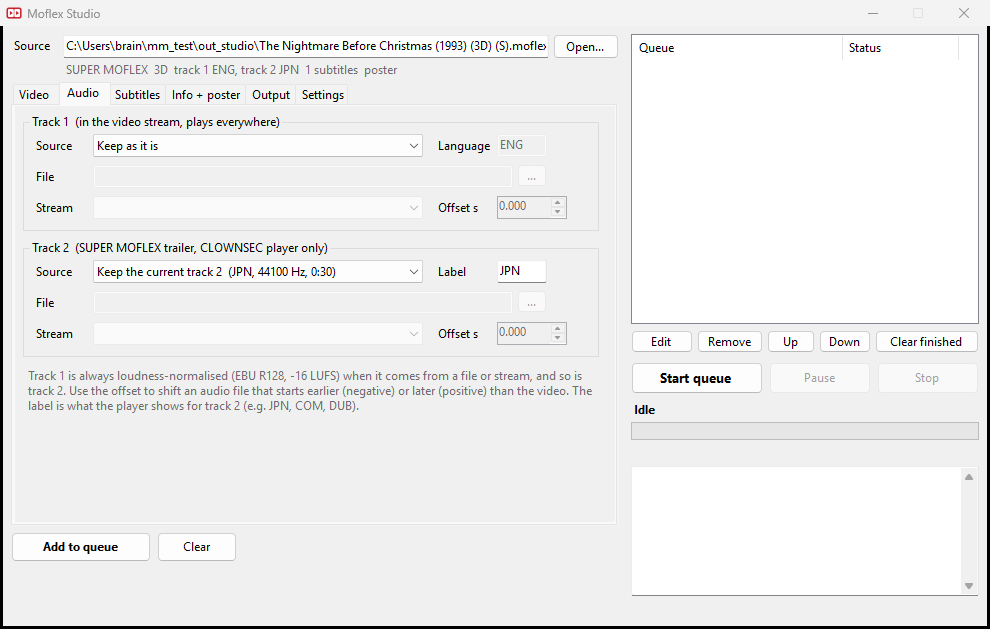 Moflex Studio
Source C:\Users\brain\mm_test\out_studio\The Nightmare Before Christmas (1993) (3D) (S).moflex Open...
SUPER MOFLEX 3D track 1 ENG, track 2 JPN 1 subtitles poster
Video Audio Subtitles Info + poster Output Settings
Track 1 (in the video stream, plays everywhere)
Source Keep as it is Language ENG
File ...
Stream Offset s 0.000
Track 2 (SUPER MOFLEX trailer, CLOWNSEC player only)
Source Keep the current track 2 (JPN, 44100 Hz, 0:30) Label JPN
File ...
Stream Offset s 0.000
Track 1 is always loudness-normalised (EBU R128, -16 LUFS) when it comes from a file or stream, and so is
track 2. Use the offset to shift an audio file that starts earlier (negative) or later (positive) than the video. The
label is what the player shows for track 2 (e.g. JPN, COM, DUB).
Add to queue Clear
Queue Status
Edit Remove Up Down Clear finished
Start queue Pause Stop
Idle